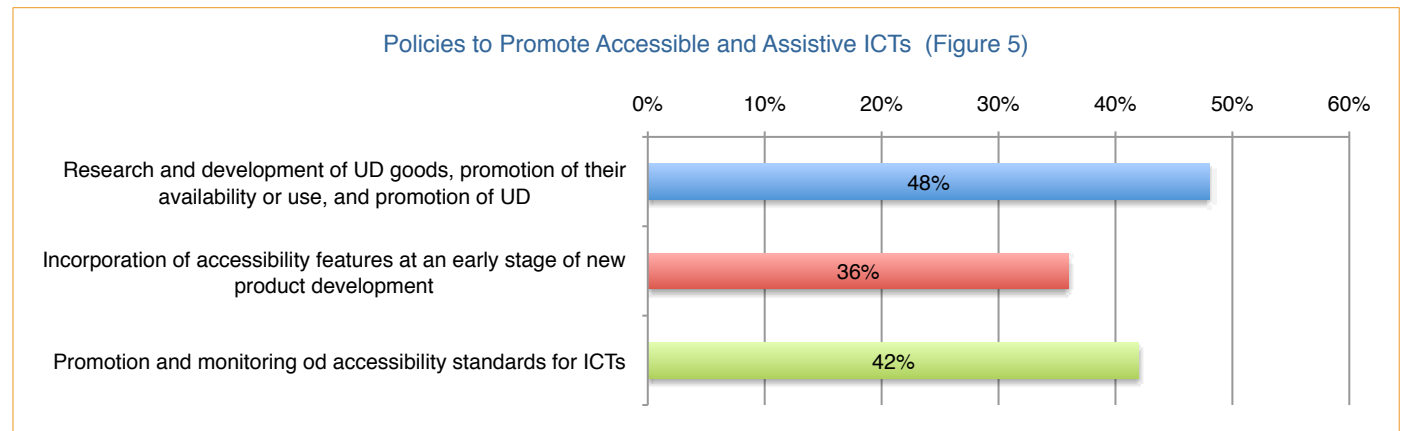 Policies to Promote Accessible and Assistive ICTs  (Figure 5)
0% 10% 20% 30% 40% 50% 60%
Research and development of UD goods, promotion of their
availability or use, and promotion of UD
48%
Incorporation of accessibility features at an early stage of new
product development
36%
Promotion and monitoring od accessibility standards for ICTs
42%